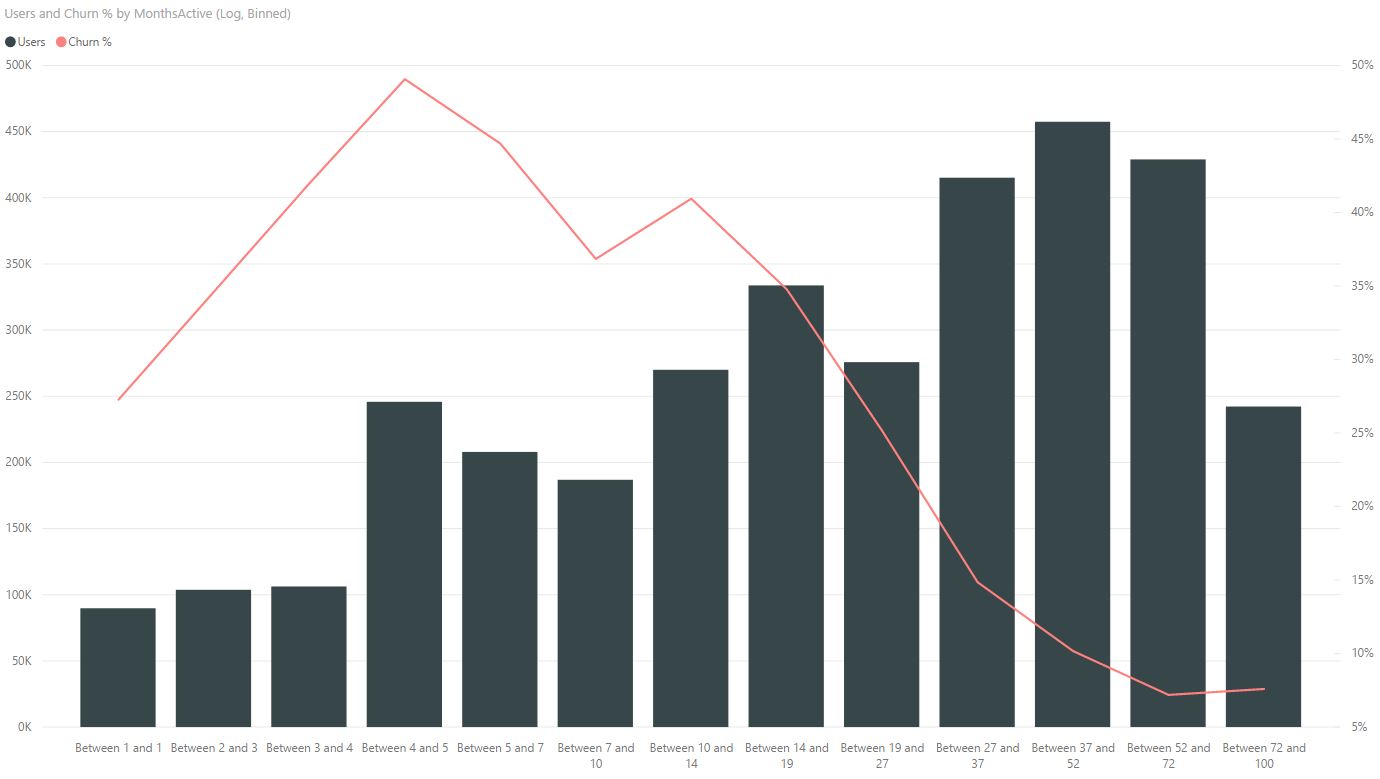 Users and Churn % by MonthsActive (Log, Binned)
Users Churn %
500K
450K
400K
350K
300K
250K
200K
150K
100K
50K
0K
50%
45%
40%
35%
30%
25%
20%
15%
10%
5%
Between 1 and 1
Between 2 and 3
Between 3 and 4
Between 4 and 5
Between 5 and 7
Between 7 and
10
Between 10 and
14
Between 14 and
19
Between 19 and
27
Between 27 and
37
Between 37 and
52
Between 52 and
72
Between 72 and
100